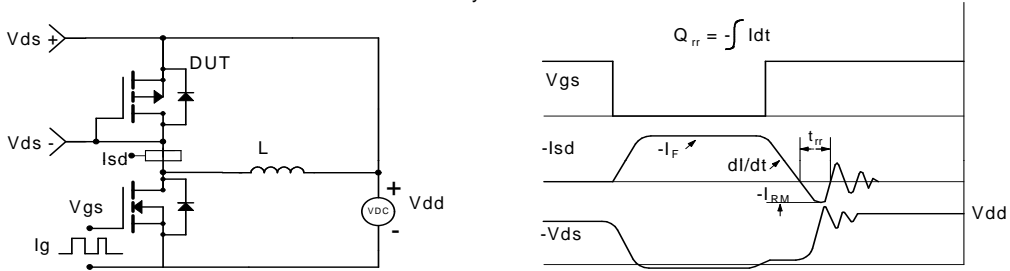 Vds +
DUT
Vds -
Isd
L
Vgs
+
VDC
Vdd
-
Ig
Q rr = -∫ Idt
Vgs
-Isd
-I F
dI/dt
t rr
-I RM
-Vds
Vdd